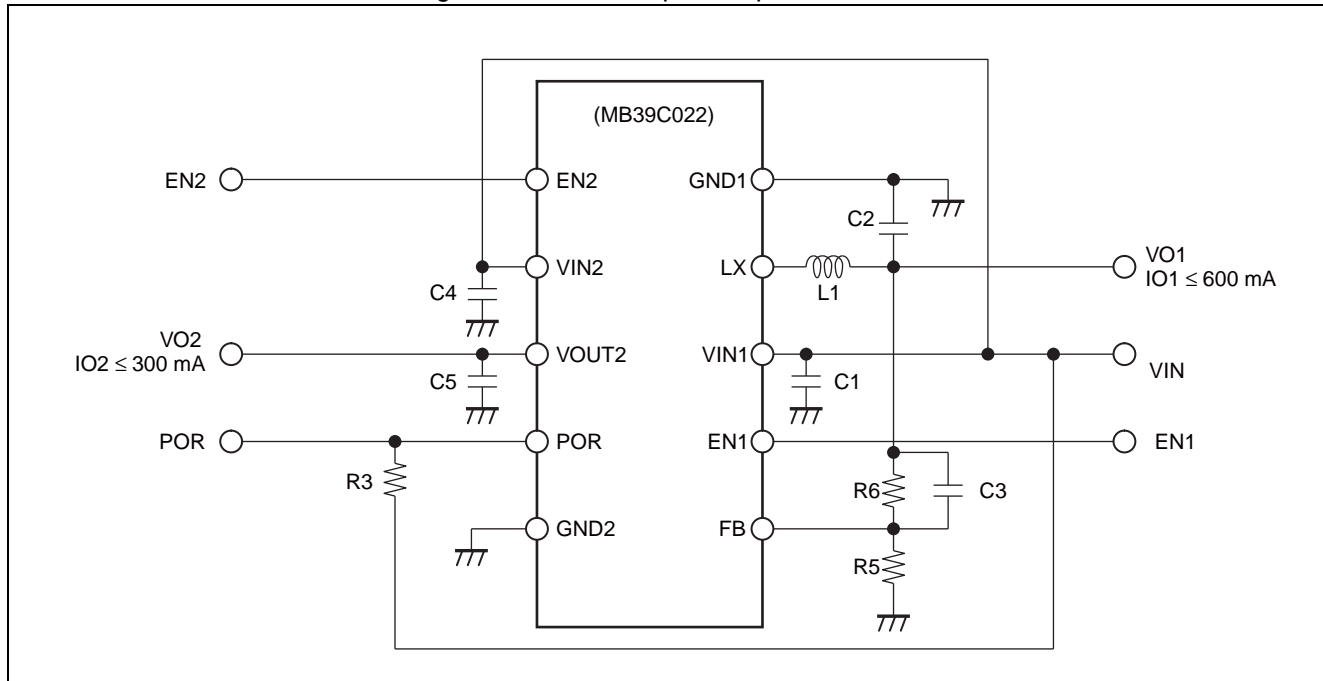 (MB39C022)
EN2
EN2
GND1
C2
VIN2
LX
VO1
IO1 ≤ 600 mA
C4
L1
VO2
IO2 ≤ 300 mA
VOUT2
VIN1
VIN
C5
C1
POR
POR
EN1
EN1
R3
R6
C3
GND2
FB
R5